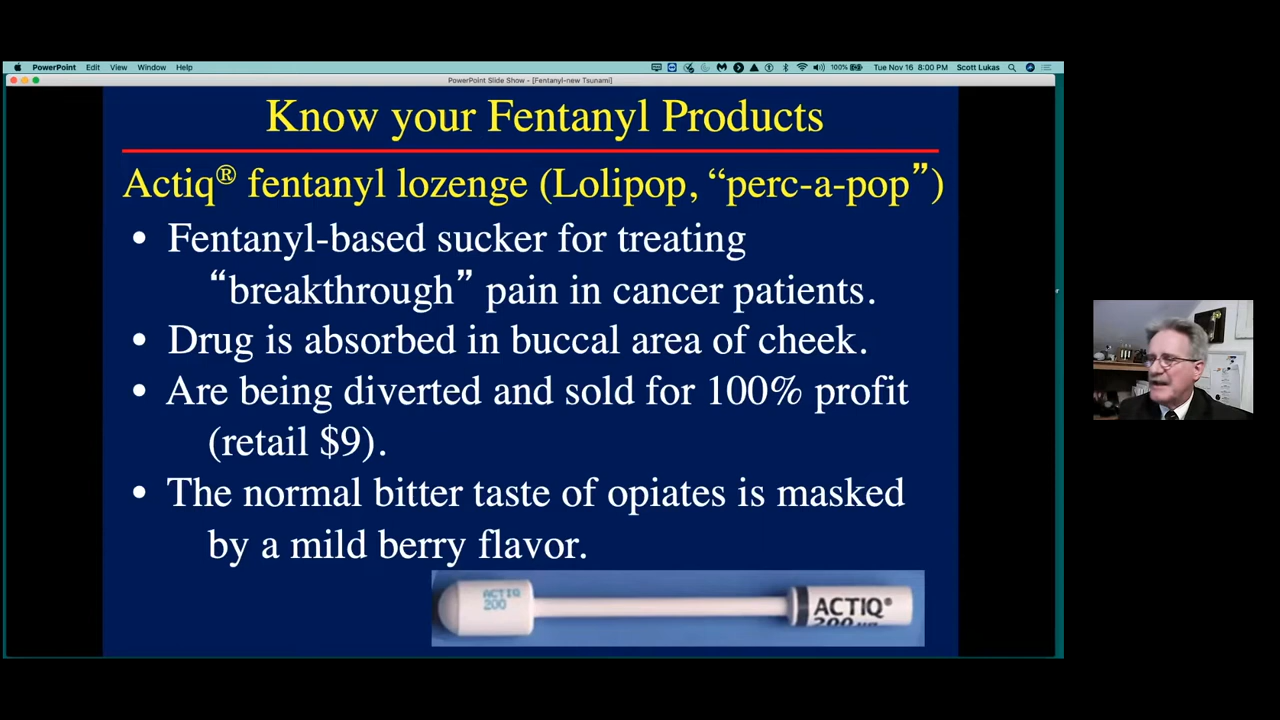 PowerPoint Edit View Window Help 100% Tue Nov 16 8:00 PM Scott Lukas
PowerPoint Slide Show - [Fentanyl-new Tsunami]
Know your Fentanyl Products
Actiq® fentanyl lozenge (Lolipop, “perc-a-pop”)
• Fentanyl-based sucker for treating
“breakthrough” pain in cancer patients.
• Drug is absorbed in buccal area of cheek.
• Are being diverted and sold for 100% profit
(retail $9).
• The normal bitter taste of opiates is masked
by a mild berry flavor.
ACTIQ
200
ACTIQ®
200